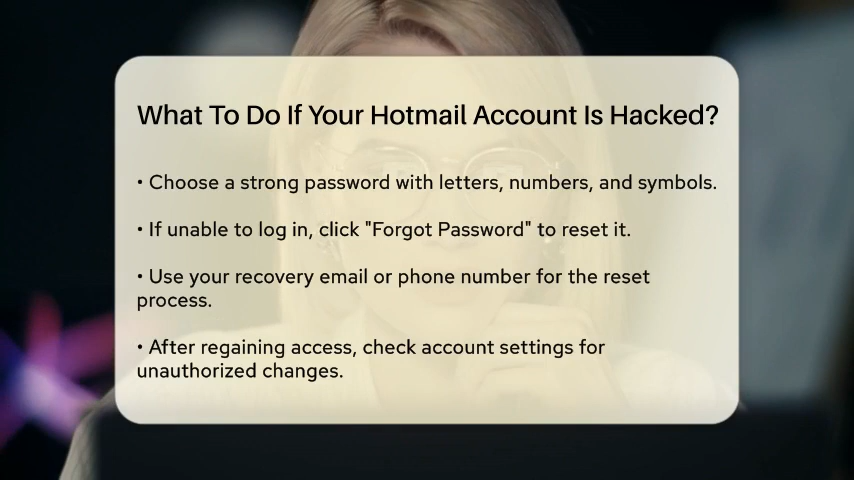 What To Do If Your Hotmail Account Is Hacked?
• Choose a strong password with letters, numbers, and symbols.
• If unable to log in, click "Forgot Password" to reset it.
• Use your recovery email or phone number for the reset
process.
• After regaining access, check account settings for
unauthorized changes.